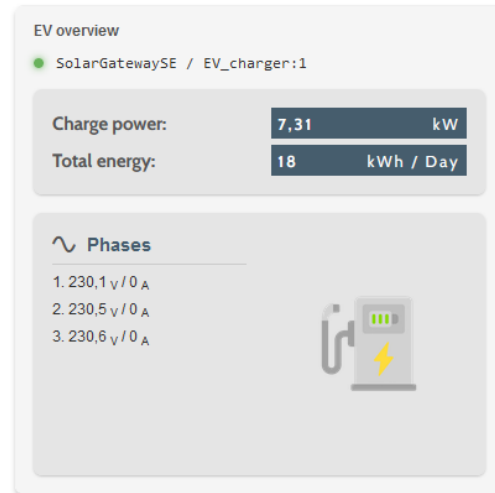 EV overview
SolarGatewaySE / EV_charger:1
Charge power: 7,31 kW
Total energy: 18 kWh / Day
Phases
1. 230,1 V / 0 A
2. 230,5 V / 0 A
3. 230,6 V / 0 A